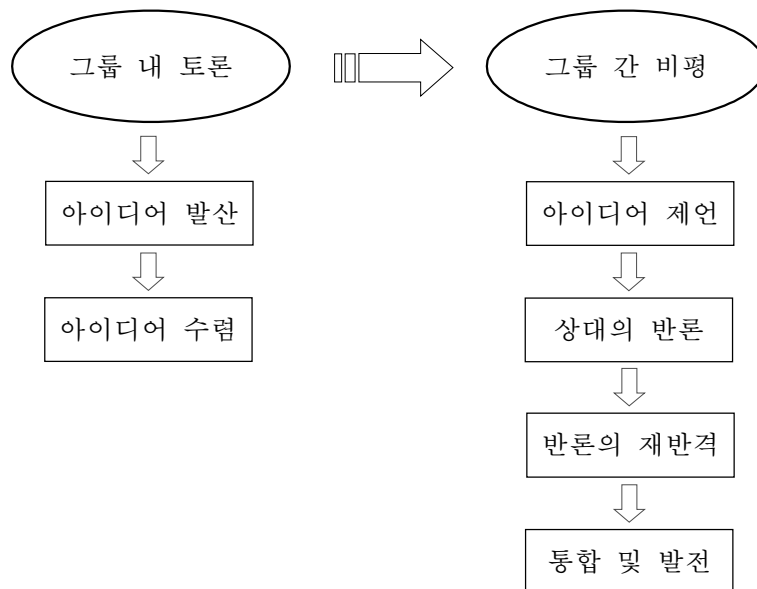 그룹 내 토론
그룹 간 비평
아이디어 발산
아이디어 제언
아이디어 수렴
상대의 반론
반론의 재반격
통합 및 발전